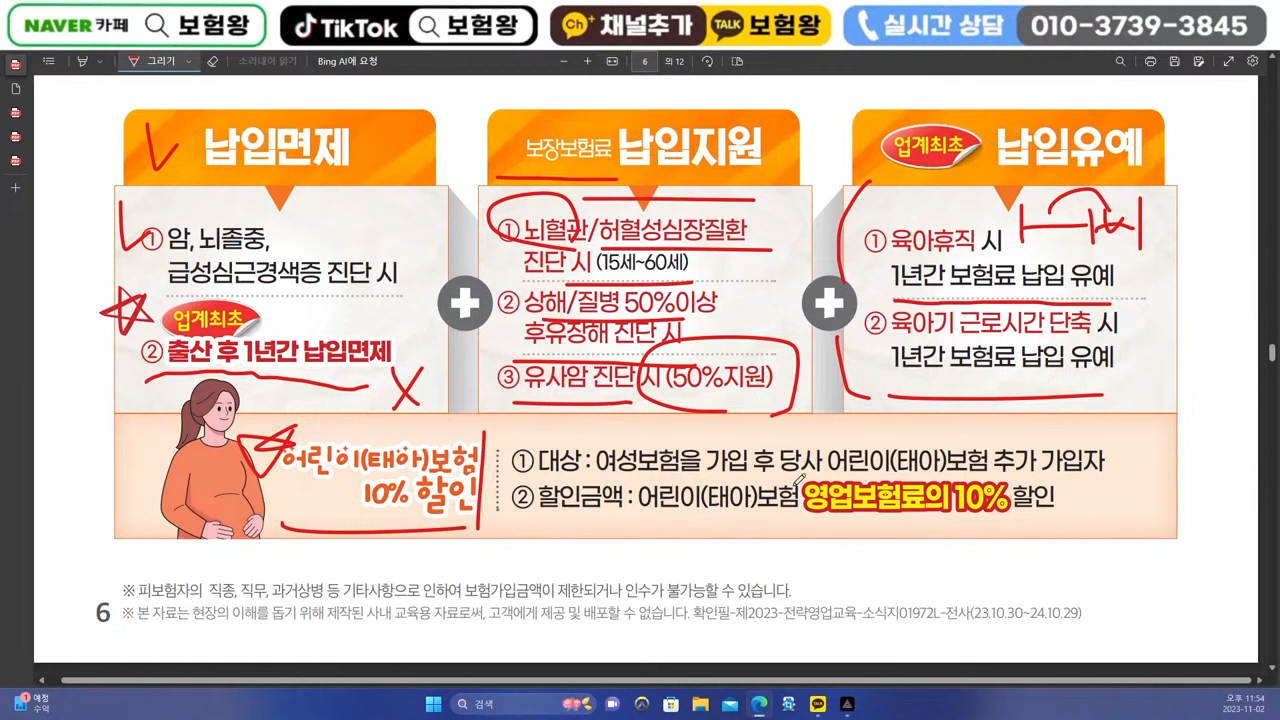 NAVER 카페 보험왕
TikTok 보험왕
Ch+ 채널추가 TALK 보험왕
실시간 상담 010-3739-3845
그리기 소리내어 읽기 Bing AI에 요청
6 의 12
납입면제
① 암, 뇌졸중,
급성심근경색증 진단 시
업계최초
② 출산 후 1년간 납입면제
보장보험료 납입지원
① 뇌혈관/허혈성심장질환
진단 시 (15세~60세)
② 상해/질병 50%이상
후유장해 진단 시
③ 유사암 진단 시 (50%지원)
업계최초 납입유예
① 육아휴직 시
1년간 보험료 납입 유예
② 육아기 근로시간 단축 시
1년간 보험료 납입 유예
어린이(태아)보험
10% 할인
① 대상 : 여성보험을 가입 후 당사 어린이(태아)보험 추가 가입자
② 할인금액 : 어린이(태아)보험 영업보험료의 10% 할인
※ 피보험자의 직종, 직무, 과거상병 등 기타사항으로 인하여 보험가입금액이 제한되거나 인수가 불가능할 수 있습니다.
6 ※ 본 자료는 현장의 이해를 돕기 위해 제작된 사내 교육용 자료로써, 고객에게 제공 및 배포할 수 없습니다. 확인필-제2023-전략영업교육-소식지01972L-전사(23.10.30~24.10.29)
1 예정
수익
검색
TALK
오후 11:54
2023-11-02